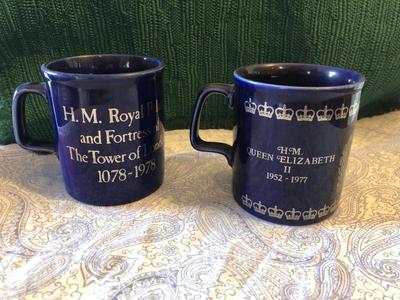 H.M. Royal
and Fortress
The Tower of
1078-1978
H.M.
QUEEN ELIZABETH
II
1952 - 1977